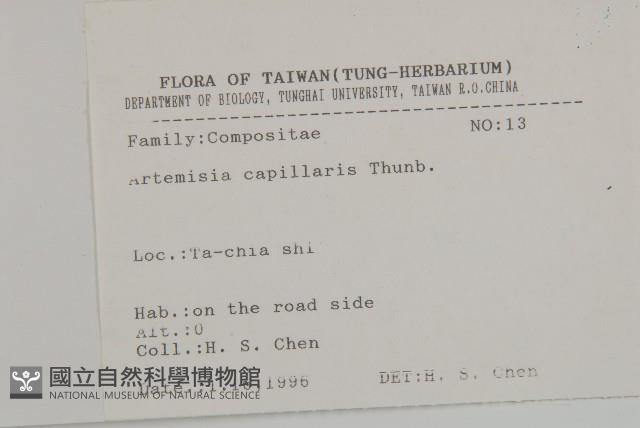 FLORA OF TAIWAN(TUNG-HERBARIUM)
DEPARTMENT OF BIOLOGY, TUNGHAI UNIVERSITY, TAIWAN R.O.CHINA
Family:Compositae NO:13
Artemisia capillaris Thunb.
Loc.:Ta-chia shi
Hab.:on the road side
Alt.:0
Coll.:H. S. Chen
Date.: 1996 DET:H. S. Chen
國立自然科學博物館
NATIONAL MUSEUM OF NATURAL SCIENCE